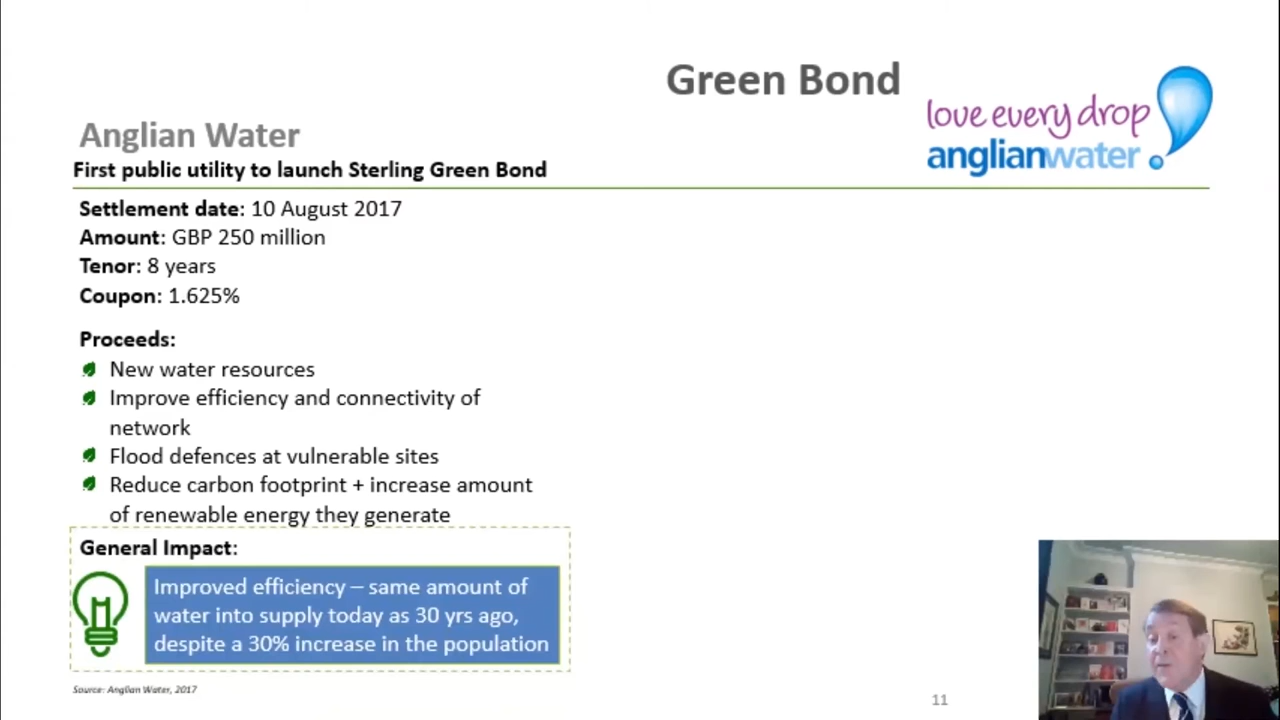 Green Bond
love every drop
anglianwater
Anglian Water
First public utility to launch Sterling Green Bond
Settlement date: 10 August 2017
Amount: GBP 250 million
Tenor: 8 years
Coupon: 1.625%
Proceeds:
New water resources
Improve efficiency and connectivity of
network
Flood defences at vulnerable sites
Reduce carbon footprint + increase amount
of renewable energy they generate
General Impact:
Improved efficiency – same amount of
water into supply today as 30 yrs ago,
despite a 30% increase in the population
Source: Anglian Water, 2017
11